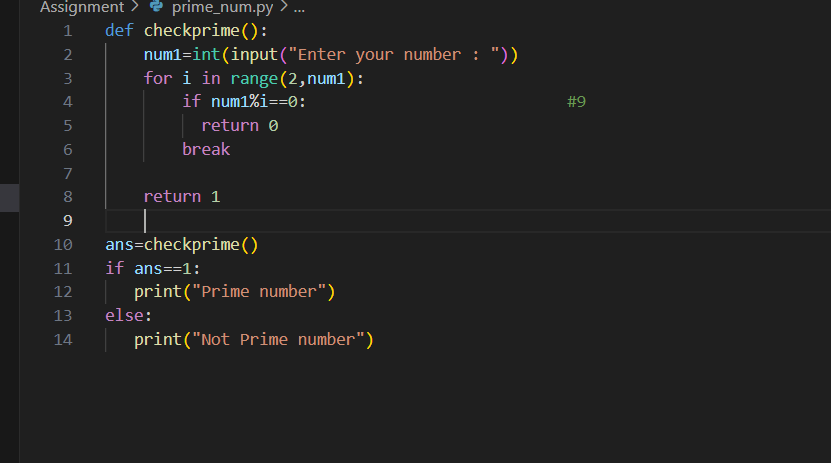 Assignment > prime_num.py > ...
1 def checkprime():
2     num1=int(input("Enter your number : "))
3     for i in range(2,num1):
4         if num1%i==0:                           #9
5           return 0
6         break
7
8     return 1
9
10 ans=checkprime()
11 if ans==1:
12    print("Prime number")
13 else:
14    print("Not Prime number")